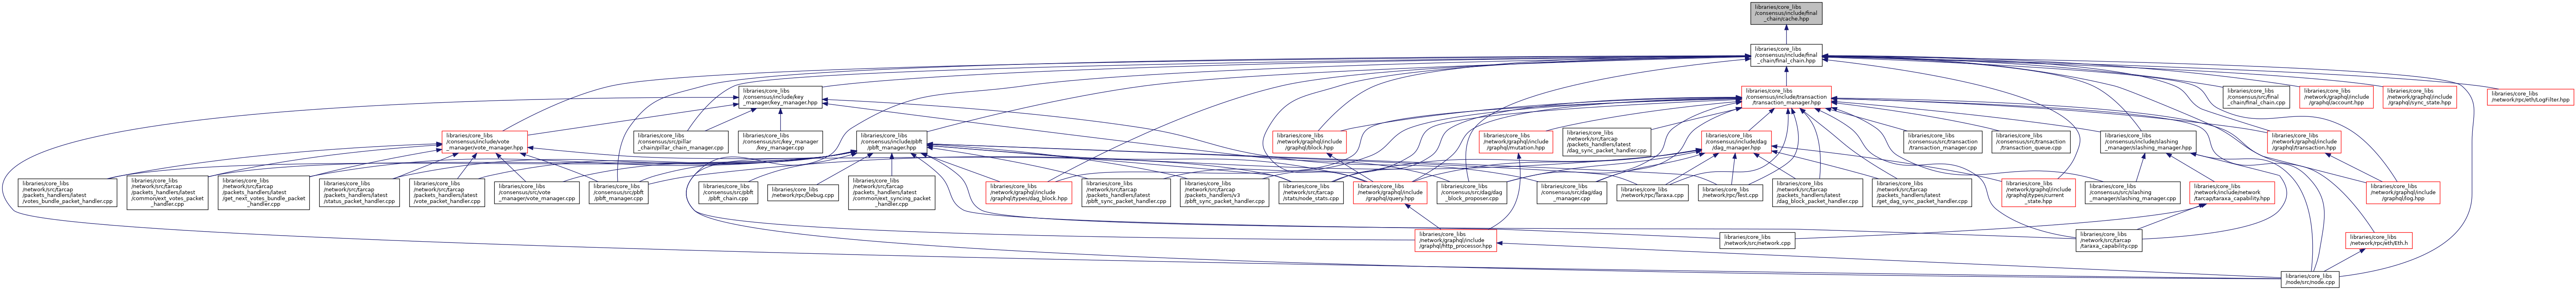 libraries/core_libs
/consensus/include/final
_chain/cache.hpp
libraries/core_libs
/consensus/include/final
_chain/final_chain.hpp
libraries/core_libs
/consensus/include/key
_manager/key_manager.hpp
libraries/core_libs
/consensus/include/transaction
/transaction_manager.hpp
libraries/core_libs
/consensus/src/final
_chain/final_chain.cpp
libraries/core_libs
/network/graphql/include
/graphql/account.hpp
libraries/core_libs
/network/graphql/include
/graphql/sync_state.hpp
libraries/core_libs
/network/rpc/eth/LogFilter.hpp
libraries/core_libs
/consensus/include/vote
_manager/vote_manager.hpp
libraries/core_libs
/consensus/src/pillar
_chain/pillar_chain_manager.cpp
libraries/core_libs
/consensus/src/key_manager
/key_manager.cpp
libraries/core_libs
/consensus/include/pbft
/pbft_manager.hpp
libraries/core_libs
/network/graphql/include
/graphql/block.hpp
libraries/core_libs
/network/graphql/include
/graphql/mutation.hpp
libraries/core_libs
/network/src/tarcap
/packets_handlers/latest
/dag_sync_packet_handler.cpp
libraries/core_libs
/consensus/include/dag
/dag_manager.hpp
libraries/core_libs
/consensus/src/transaction
/transaction_manager.cpp
libraries/core_libs
/consensus/src/transaction
/transaction_queue.cpp
libraries/core_libs
/consensus/include/slashing
_manager/slashing_manager.hpp
libraries/core_libs
/network/graphql/include
/graphql/transaction.hpp
libraries/core_libs
/network/src/tarcap
/packets_handlers/latest
/votes_bundle_packet_handler.cpp
libraries/core_libs
/network/src/tarcap
/packets_handlers/latest
/common/ext_votes_packet
_handler.cpp
libraries/core_libs
/network/src/tarcap
/packets_handlers/latest
/get_next_votes_bundle_packet
_handler.cpp
libraries/core_libs
/network/src/tarcap
/packets_handlers/latest
/status_packet_handler.cpp
libraries/core_libs
/network/src/tarcap
/packets_handlers/latest
/vote_packet_handler.cpp
libraries/core_libs
/consensus/src/vote
_manager/vote_manager.cpp
libraries/core_libs
/consensus/src/pbft
/pbft_manager.cpp
libraries/core_libs
/consensus/src/pbft
/pbft_chain.cpp
libraries/core_libs
/network/rpc/Debug.cpp
libraries/core_libs
/network/src/tarcap
/packets_handlers/latest
/common/ext_syncing_packet
_handler.cpp
libraries/core_libs
/network/graphql/include
/graphql/types/dag_block.hpp
libraries/core_libs
/network/src/tarcap
/packets_handlers/latest
/pbft_sync_packet_handler.cpp
libraries/core_libs
/network/src/tarcap
/packets_handlers/v3
/pbft_sync_packet_handler.cpp
libraries/core_libs
/network/src/tarcap
/stats/node_stats.cpp
libraries/core_libs
/network/graphql/include
/graphql/query.hpp
libraries/core_libs
/consensus/src/dag/dag
_block_proposer.cpp
libraries/core_libs
/consensus/src/dag/dag
_manager.cpp
libraries/core_libs
/network/rpc/Taraxa.cpp
libraries/core_libs
/network/rpc/Test.cpp
libraries/core_libs
/network/src/tarcap
/packets_handlers/latest
/dag_block_packet_handler.cpp
libraries/core_libs
/network/src/tarcap
/packets_handlers/latest
/get_dag_sync_packet_handler.cpp
libraries/core_libs
/network/graphql/include
/graphql/types/current
_state.hpp
libraries/core_libs
/consensus/src/slashing
_manager/slashing_manager.cpp
libraries/core_libs
/network/include/network
/tarcap/taraxa_capability.hpp
libraries/core_libs
/network/graphql/include
/graphql/log.hpp
libraries/core_libs
/network/graphql/include
/graphql/http_processor.hpp
libraries/core_libs
/network/src/network.cpp
libraries/core_libs
/network/src/tarcap
/taraxa_capability.cpp
libraries/core_libs
/network/rpc/eth/Eth.h
libraries/core_libs
/node/src/node.cpp